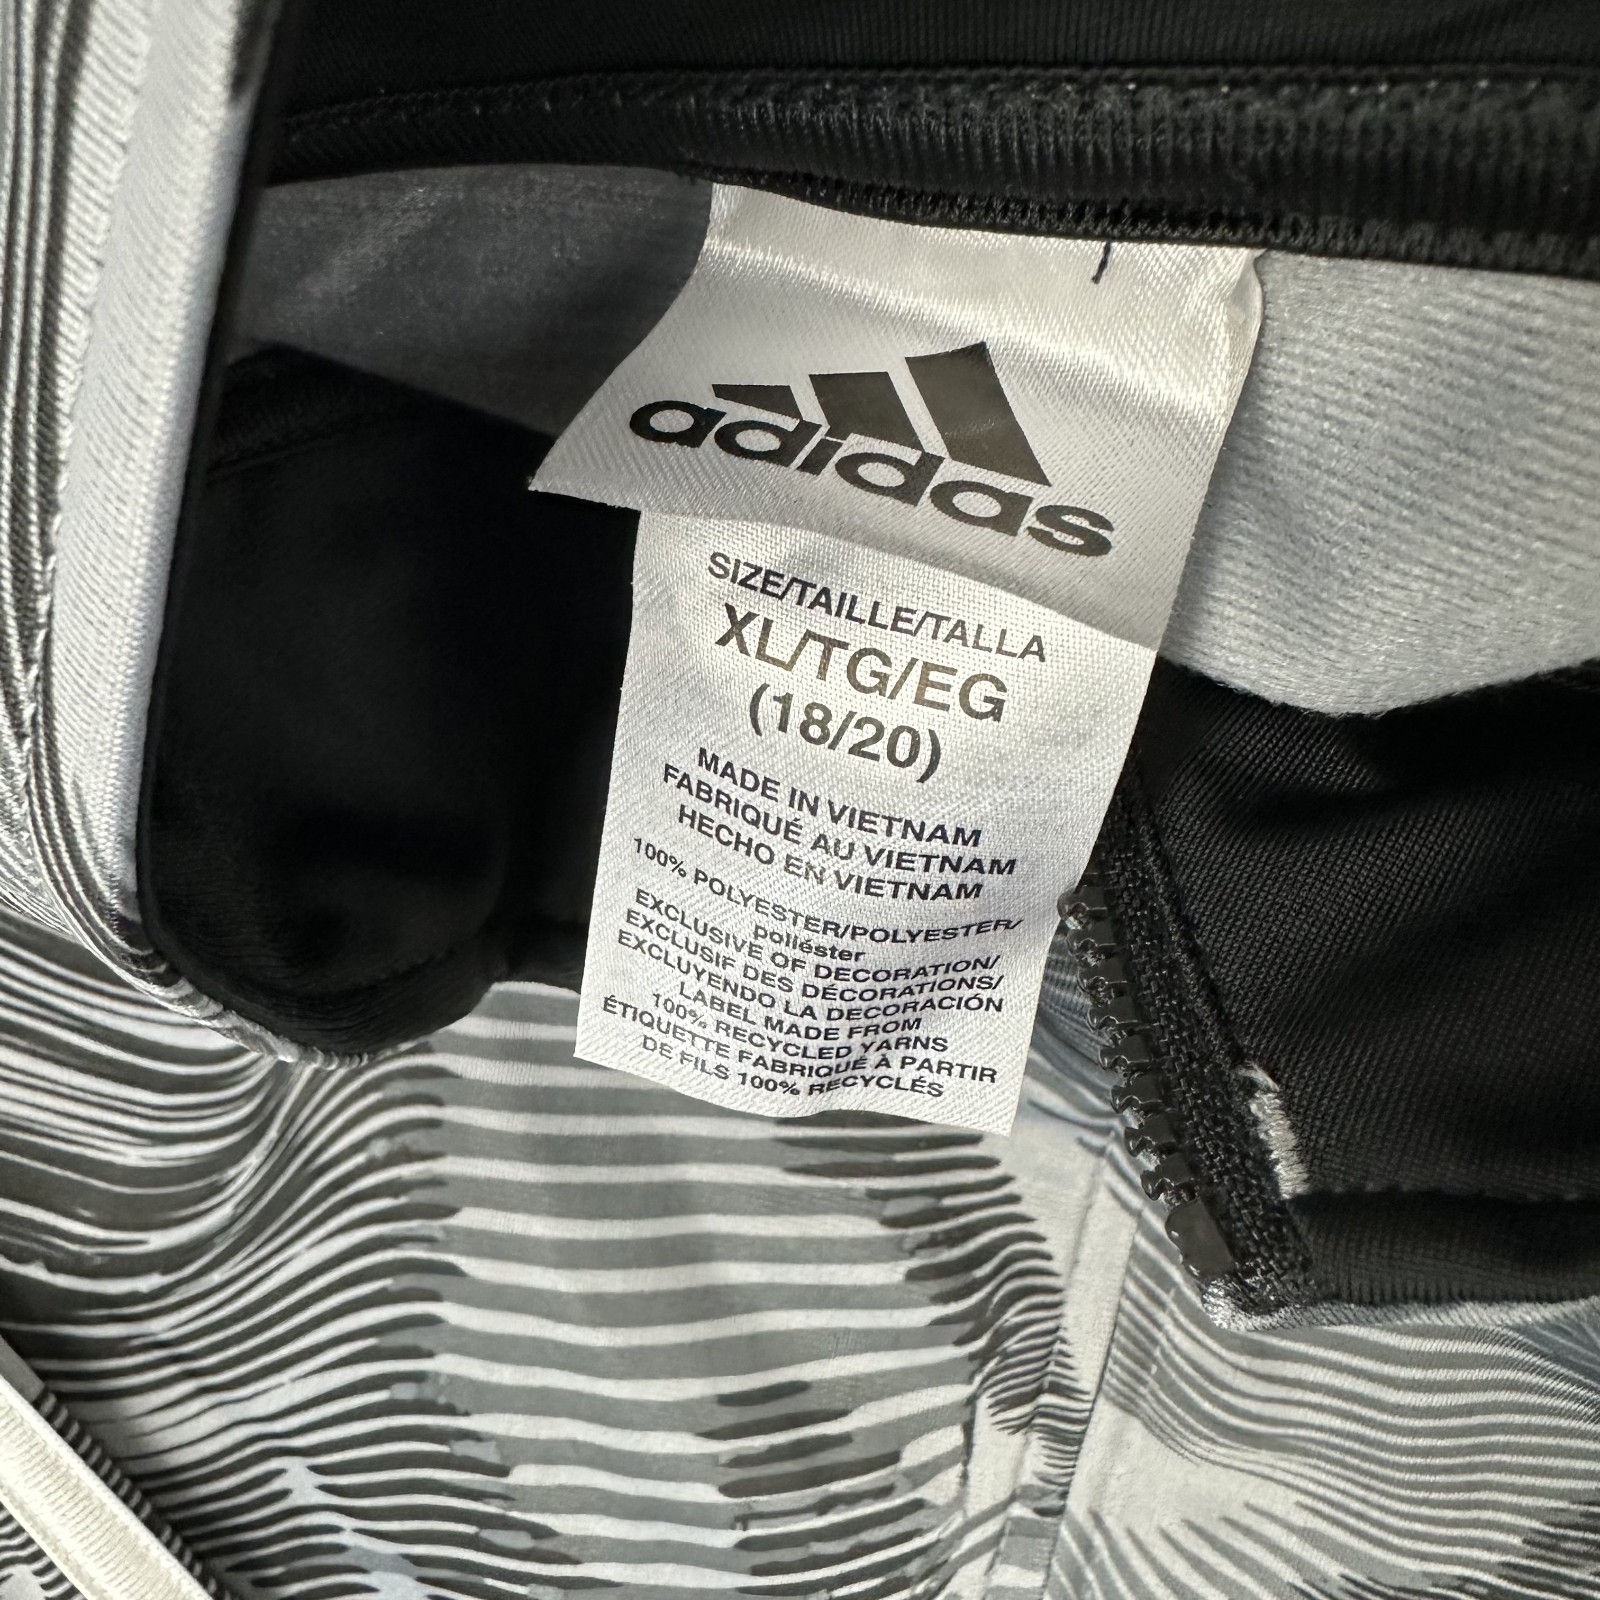 adidas
SIZE/TAILLE/TALLA
XL/TG/EG
(18/20)
MADE IN VIETNAM
FABRIQUÉ AU VIETNAM
HECHO EN VIETNAM
100% POLYESTER/POLYESTER/
poliéster
EXCLUSIVE OF DECORATION/
EXCLUSIF DES DÉCORATIONS/
EXCLUYENDO LA DECORACIÓN
LABEL MADE FROM
100% RECYCLED YARNS
ÉTIQUETTE FABRIQUÉ À PARTIR
DE FILS 100% RECYCLÉS